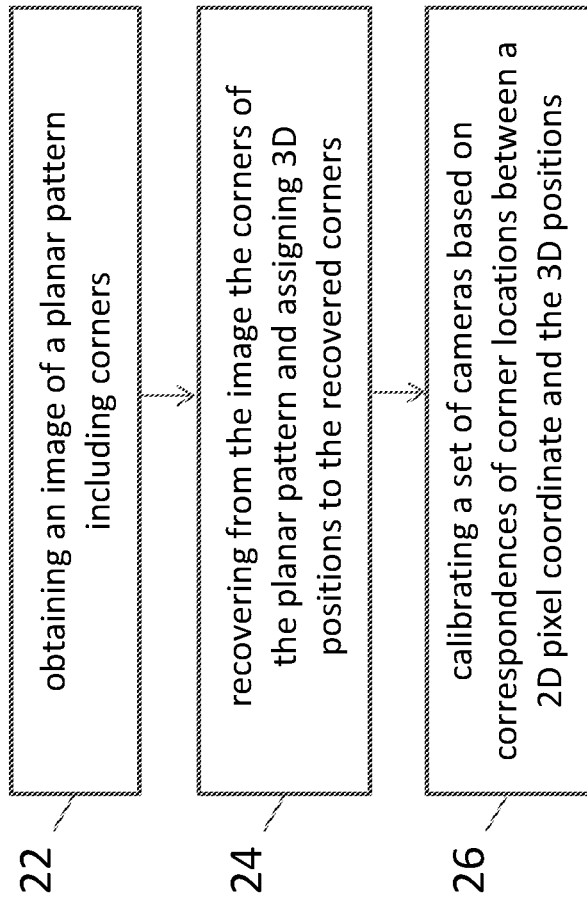 22
obtaining an image of a planar pattern
including corners
24
recovering from the image the corners of
the planar pattern and assigning 3D
positions to the recovered corners
26
calibrating a set of cameras based on
correspondences of corner locations between a
2D pixel coordinate and the 3D positions